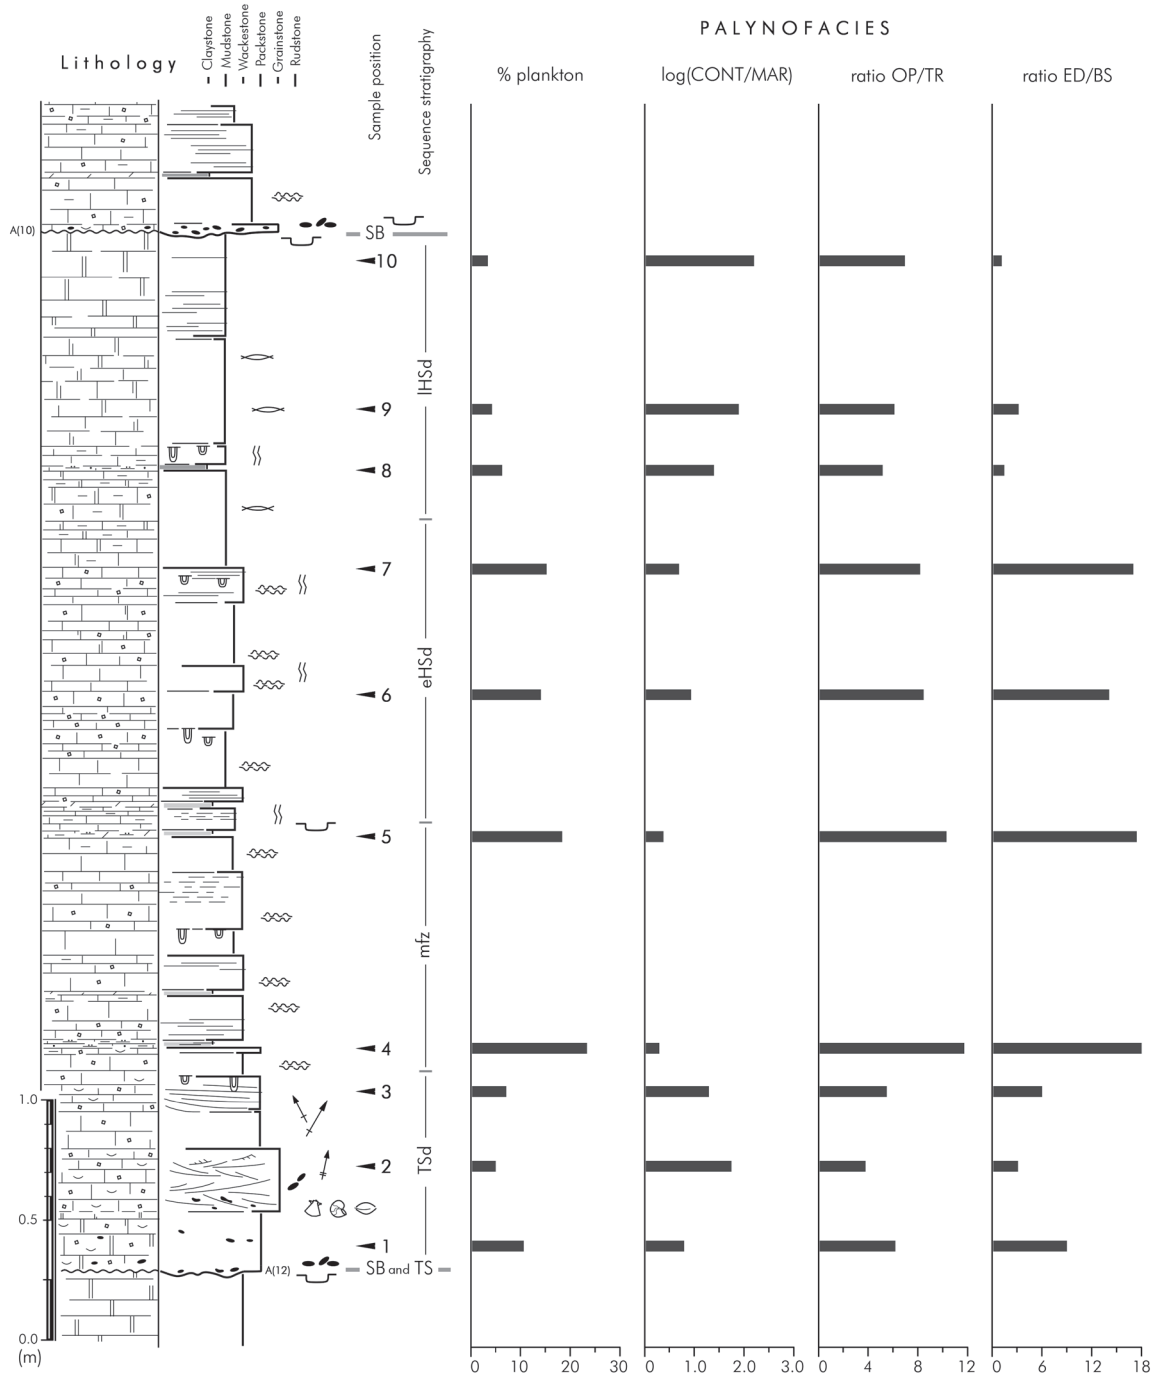 PALYNOFACIES
Lithology
Claystone
Mudstone
Wackestone
Packstone
Grainstone
Rudstone
Sample position
Sequence stratigraphy
% plankton
log(CONT/MAR)
ratio OP/TR
ratio ED/BS
A(10)
SB
10
lHSd
9
8
7
eHSd
6
5
mfz
4
3
1.0
TSd
2
0.5
1
A(12)
SB and TS
0.0
(m)
0 10 20 30
0 1.0 2.0 3.0
0 4 8 12
0 6 12 18